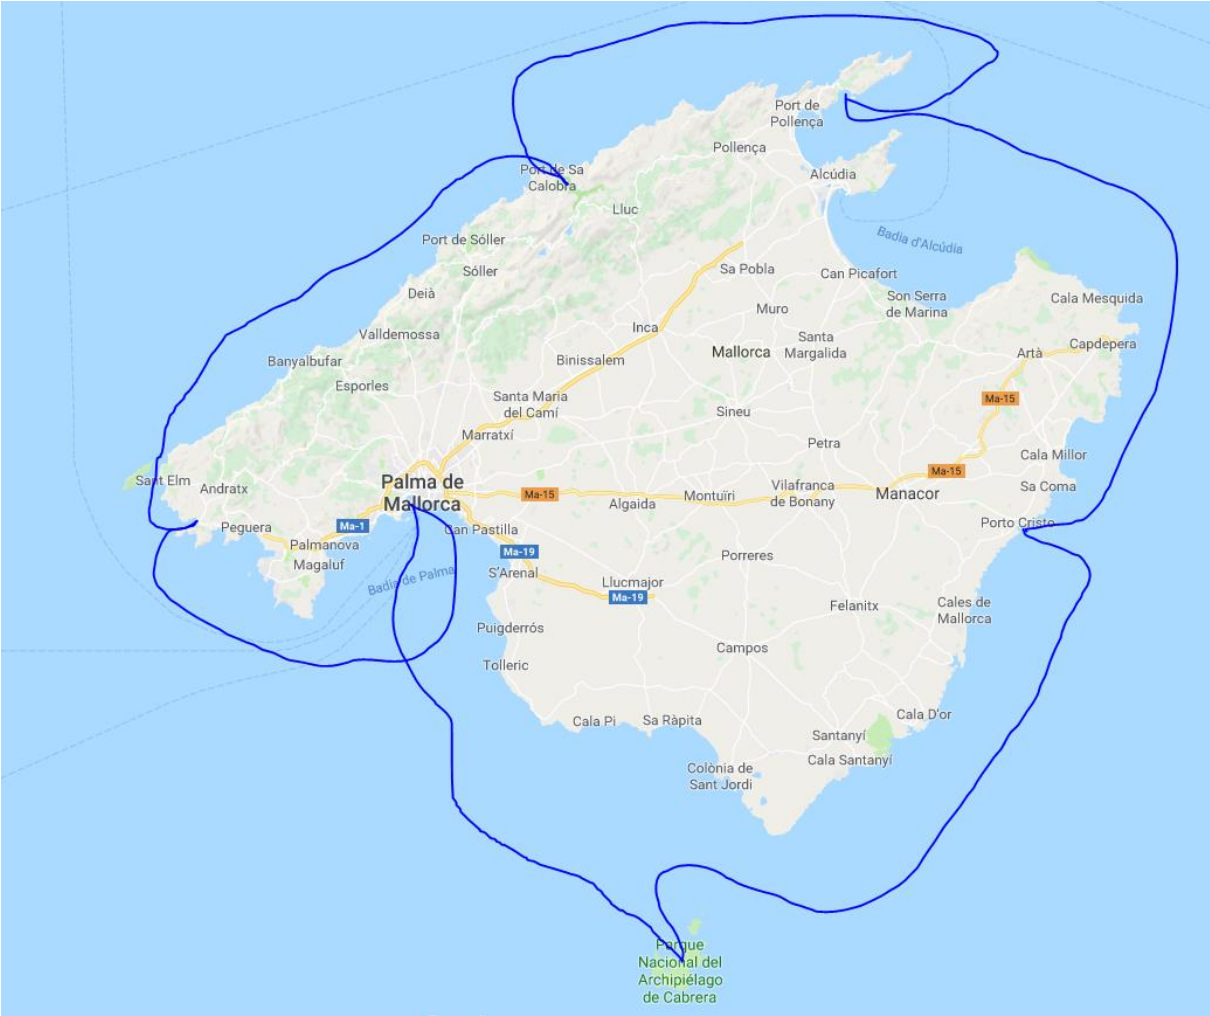 Port de
Pollença
Pollença
Port de Sa
Calobra
Alcúdia
Lluc
Port de Sóller
Badia d'Alcúdia
Sóller
Sa Pobla
Can Picafort
Deià
Son Serra
de Marina
Cala Mesquida
Muro
Valldemossa
Inca
Santa
Margalida
Capdepera
Banyalbufar
Binissalem
Mallorca
Artà
Esporles
Santa Maria
del Camí
Ma-15
Sineu
Marratxí
Petra
Cala Millor
Palma de
Mallorca
Sant Elm
Andratx
Ma-15
Ma-15
Algaida
Montuïri
Vilafranca
de Bonany
Manacor
Sa Coma
Peguera
Ma-1
Can Pastilla
Porto Cristo
Palmanova
Magaluf
Ma-19
Porreres
Badia de Palma
S'Arenal
Llucmajor
Ma-19
Felanitx
Cales de
Mallorca
Puigderrós
Campos
Tolleric
Cala Pi
Sa Ràpita
Cala D'or
Santanyí
Cala Santanyí
Colònia de
Sant Jordi
Parque
Nacional del
Archipiélago
de Cabrera